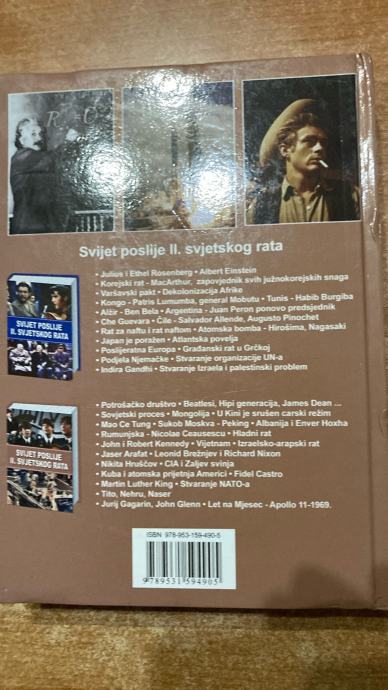 R = 0
Svijet poslije II. svjetskog rata
• Julius i Ethel Rosenberg • Albert Einstein
• Korejski rat - MacArthur, zapovjednik svih južnokorejskih snaga
• Varšavski pakt • Dekolonizacija Afrike
• Kongo - Patris Lumumba, general Mobutu • Tunis - Habib Burgiba
• Alžir - Ben Bela • Argentina - Juan Peron ponovo predsjednik
• Che Guevara • Čile - Salvador Allende, Augusto Pinochet
• Rat za naftu i rat naftom • Atomska bomba - Hirošima, Nagasaki
• Japan je poražen • Atlantska povelja
• Poslijeratna Europa • Građanski rat u Grčkoj
• Podjela Njemačke • Stvaranje organizacije UN-a
• Indira Gandhi • Stvaranje Izraela i palestinski problem
SVIJET POSLIJE
II. SVJETSKOG RATA
• Potrošačko društvo • Beatlesi, Hipi generacija, James Dean ...
• Sovjetski proces • Mongolija • U Kini je srušen carski režim
• Mao Ce Tung • Sukob Moskva - Peking • Albanija i Enver Hoxha
• Rumunjska - Nicolae Ceausescu • Hladni rat
• John i Robert Kennedy • Vijetnam • Izraelsko-arapski rat
• Jaser Arafat • Leonid Brežnjev i Richard Nixon
• Nikita Hruščov • CIA i Zaljev svinja
• Kuba i atomska prijetnja Americi • Fidel Castro
• Martin Luther King • Stvaranje NATO-a
• Tito, Nehru, Naser
• Jurij Gagarin, John Glenn • Let na Mjesec - Apollo 11-1969.
SVIJET POSLIJE
II. SVJETSKOG RATA
ISBN 978-953-159-490-5
9 789531 594905